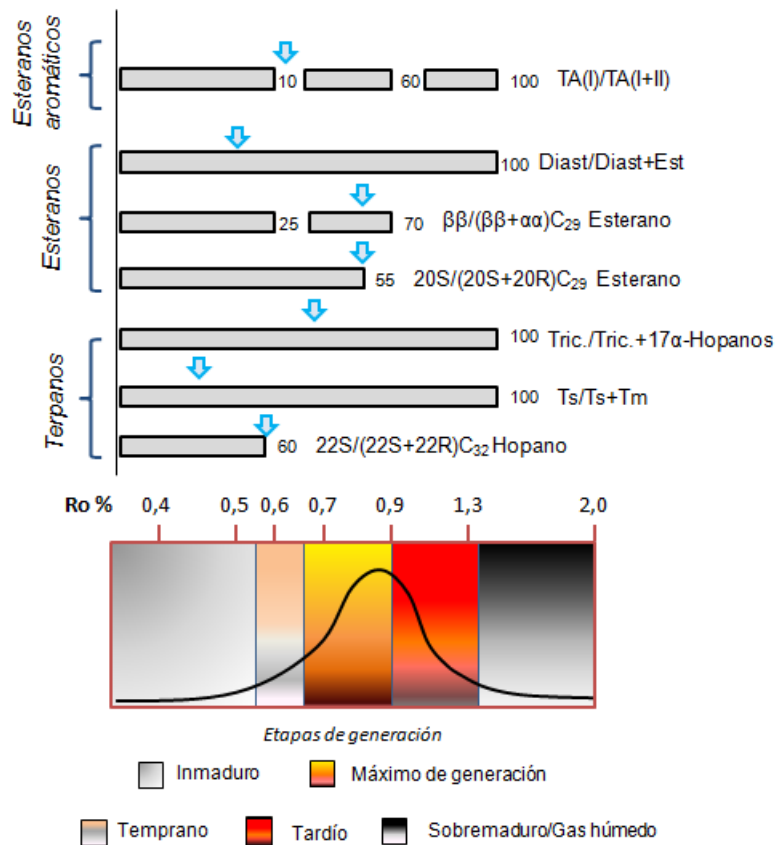 Esteranos aromáticos
10 60 100 TA(I)/TA(I+II)
Esteranos
100 Diast/Diast+Est
25 70 ββ/(ββ+αα)C₂₉ Esterano
55 20S/(20S+20R)C₂₉ Esterano
Terpanos
100 Tric./Tric.+17α-Hopanos
100 Ts/Ts+Tm
60 22S/(22S+22R)C₃₂ Hopano
Ro % 0,4 0,5 0,6 0,7 0,9 1,3 2,0
Etapas de generación
Inmaduro Máximo de generación
Temprano Tardío Sobremaduro/Gas húmedo